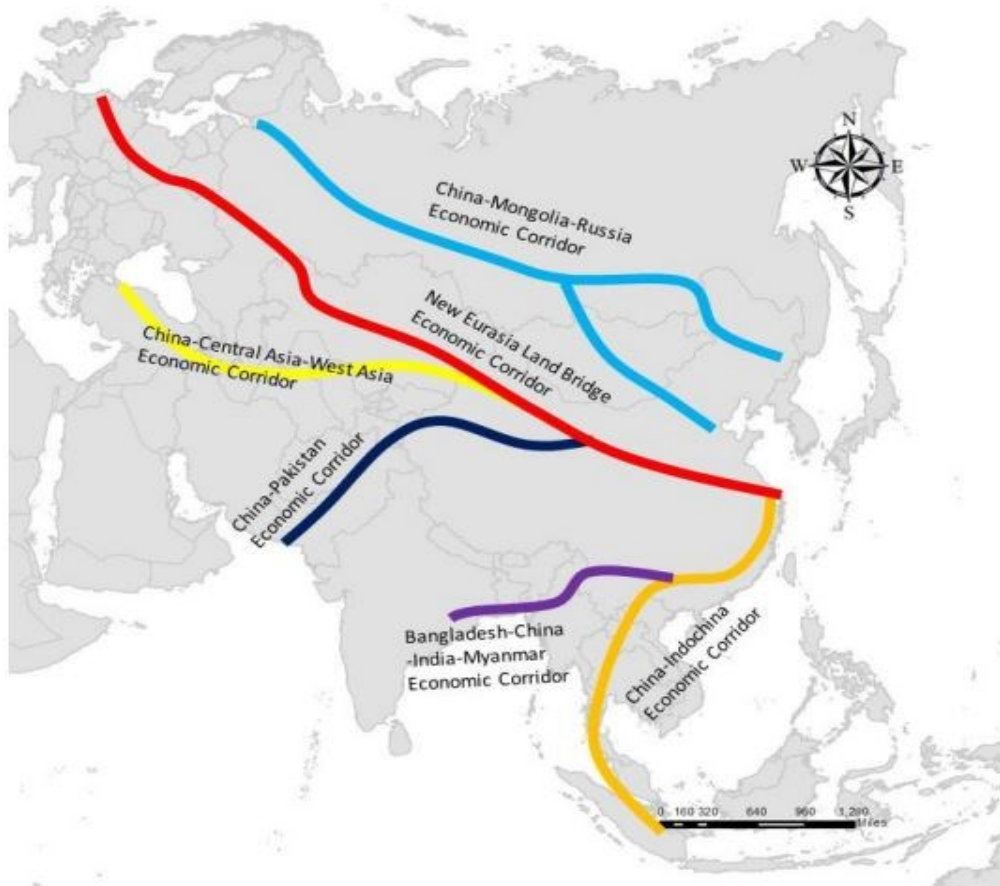 N
W
E
S
China-Mongolia-Russia
Economic Corridor
New Eurasia Land Bridge
Economic Corridor
China-Central Asia-West Asia
Economic Corridor
China-Pakistan
Economic Corridor
Bangladesh-China
-India-Myanmar
Economic Corridor
China-Indochina
Economic Corridor
0 160 320 640 960 1,280
Miles